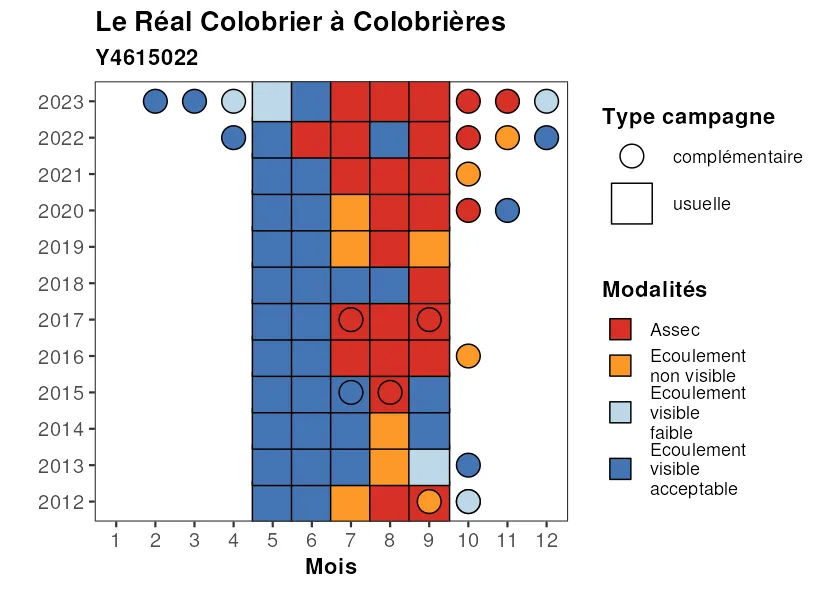 Le Réal Colobrier à Colobrières
Y4615022
2023
2022
2021
2020
2019
2018
2017
2016
2015
2014
2013
2012
1 2 3 4 5 6 7 8 9 10 11 12
Mois
Type campagne
complémentaire
usuelle
Modalités
Assec
Ecoulement
non visible
Ecoulement
visible
faible
Ecoulement
visible
acceptable